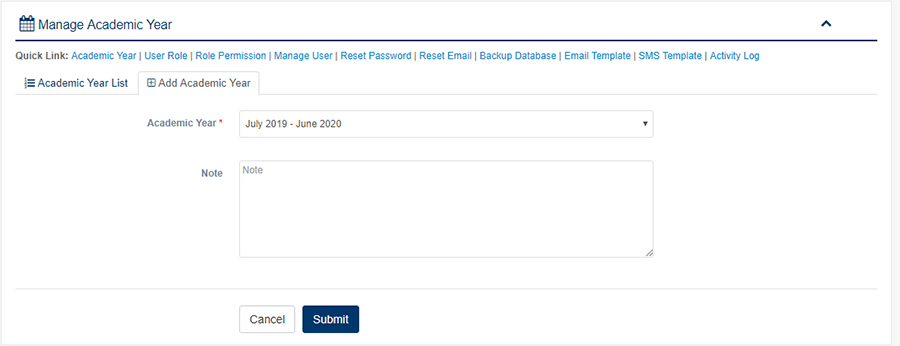 Manage Academic Year
Quick Link: Academic Year | User Role | Role Permission | Manage User | Reset Password | Reset Email | Backup Database | Email Template | SMS Template | Activity Log
Academic Year List Add Academic Year
Academic Year * July 2019 - June 2020
Note Note
Cancel Submit